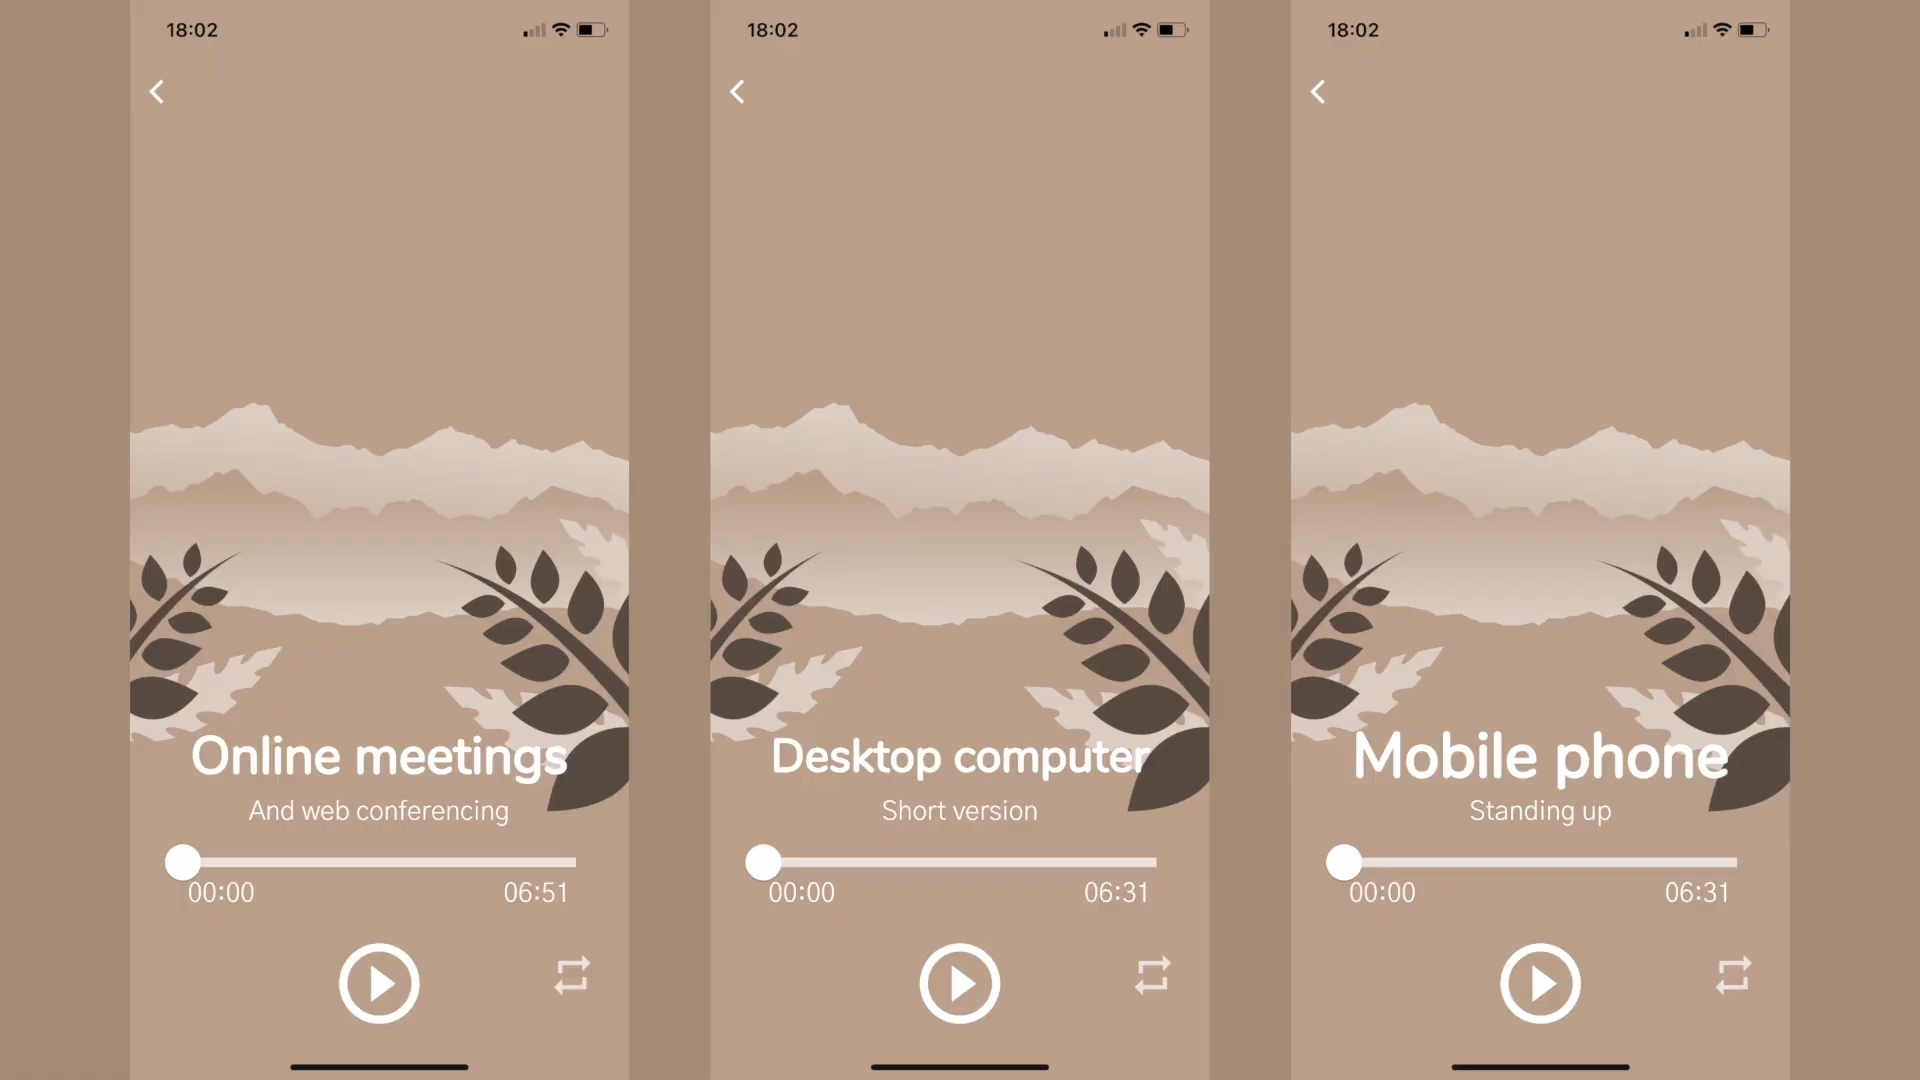 18:02
Online meetings
And web conferencing
00:00 06:51
18:02
Desktop computer
Short version
00:00 06:31
18:02
Mobile phone
Standing up
00:00 06:31